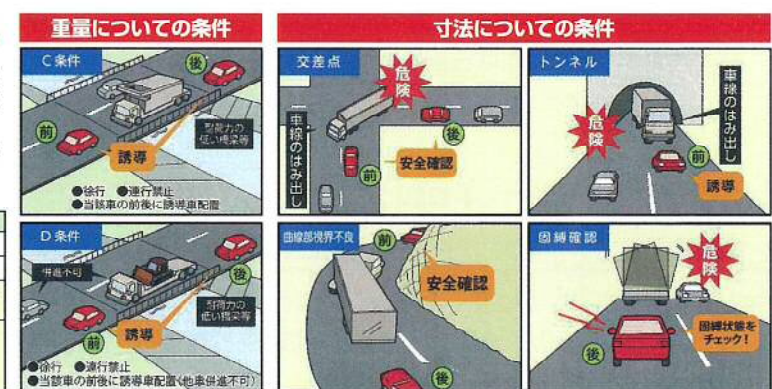 重量についての条件
C条件
後
前
誘導
耐荷力の
低い橋梁等
●徐行 ●連行禁止
●当該車の前後に誘導車配置
D条件
併進不可
後
耐荷力の
低い橋梁等
誘導
前
●徐行 ●連行禁止
●当該車の前後に誘導車配置(他車併進不可)
寸法についての条件
交差点
危険
車線のはみ出し
後
前
安全確認
トンネル
危険
車線のはみ出し
前
誘導
曲線部視界不良
前
安全確認
後
固縛確認
危険
後
固縛状態を
チェック!